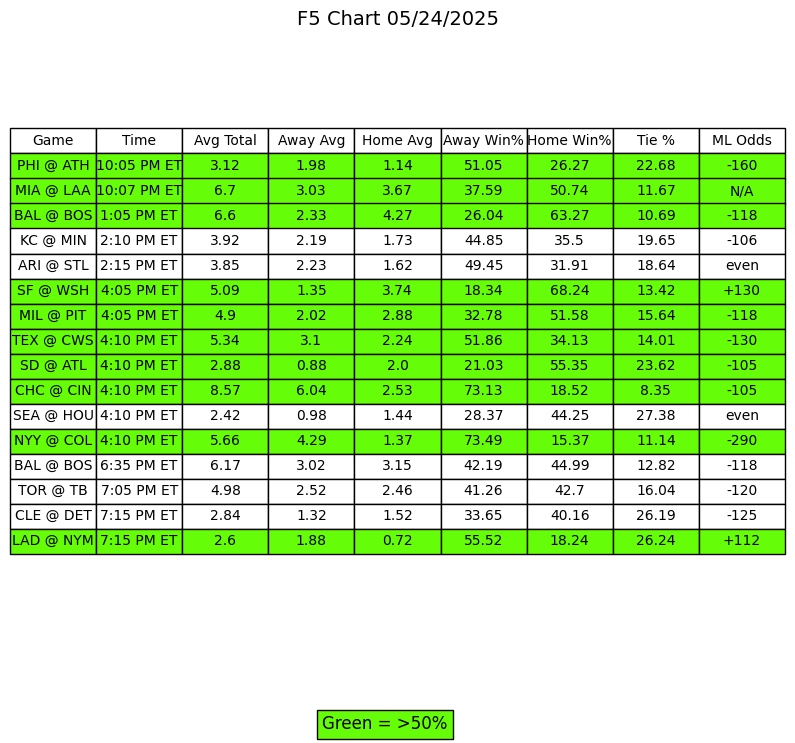 F5 Chart 05/24/2025
Game Time Avg Total Away Avg Home Avg Away Win% Home Win% Tie % ML Odds
PHI @ ATH 10:05 PM ET 3.12 1.98 1.14 51.05 26.27 22.68 -160
MIA @ LAA 10:07 PM ET 6.7 3.03 3.67 37.59 50.74 11.67 N/A
BAL @ BOS 1:05 PM ET 6.6 2.33 4.27 26.04 63.27 10.69 -118
KC @ MIN 2:10 PM ET 3.92 2.19 1.73 44.85 35.5 19.65 -106
ARI @ STL 2:15 PM ET 3.85 2.23 1.62 49.45 31.91 18.64 even
SF @ WSH 4:05 PM ET 5.09 1.35 3.74 18.34 68.24 13.42 +130
MIL @ PIT 4:05 PM ET 4.9 2.02 2.88 32.78 51.58 15.64 -118
TEX @ CWS 4:10 PM ET 5.34 3.1 2.24 51.86 34.13 14.01 -130
SD @ ATL 4:10 PM ET 2.88 0.88 2.0 21.03 55.35 23.62 -105
CHC @ CIN 4:10 PM ET 8.57 6.04 2.53 73.13 18.52 8.35 -105
SEA @ HOU 4:10 PM ET 2.42 0.98 1.44 28.37 44.25 27.38 even
NYY @ COL 4:10 PM ET 5.66 4.29 1.37 73.49 15.37 11.14 -290
BAL @ BOS 6:35 PM ET 6.17 3.02 3.15 42.19 44.99 12.82 -118
TOR @ TB 7:05 PM ET 4.98 2.52 2.46 41.26 42.7 16.04 -120
CLE @ DET 7:15 PM ET 2.84 1.32 1.52 33.65 40.16 26.19 -125
LAD @ NYM 7:15 PM ET 2.6 1.88 0.72 55.52 18.24 26.24 +112
Green = >50%